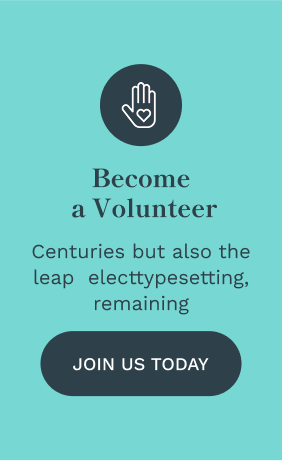 Become
a Volunteer
Centuries but also the
leap  electtypesetting,
remaining
JOIN US TODAY